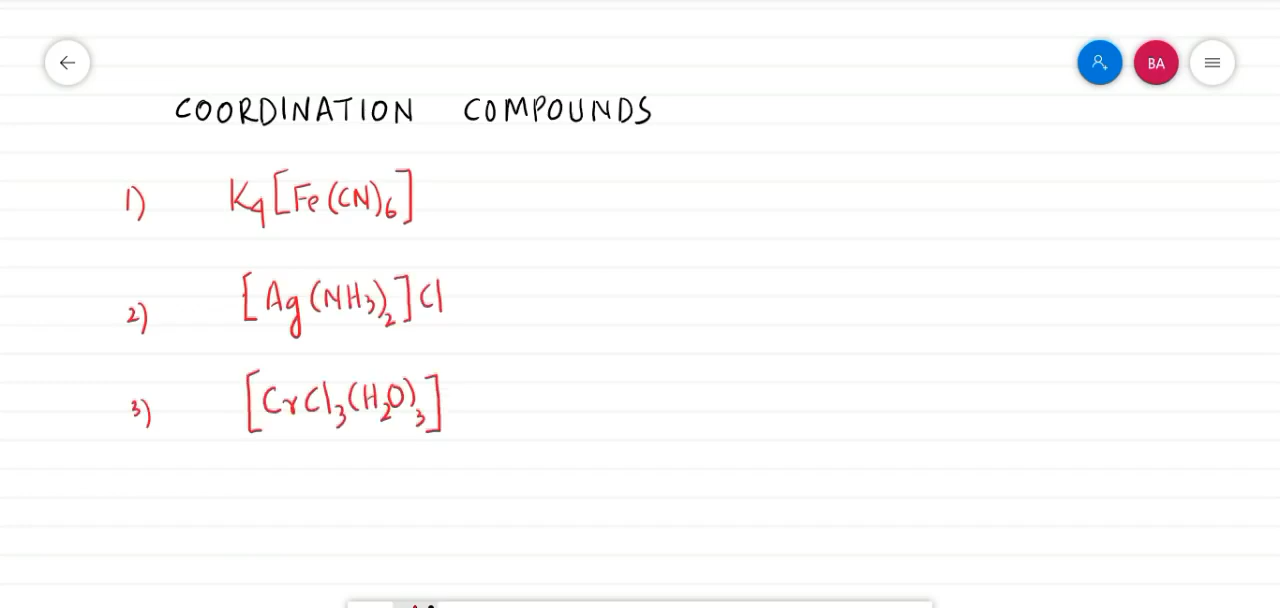 BA
COORDINATION COMPOUNDS
1) K₄[Fe(CN)₆]
2) [Ag(NH₃)₂]Cl
3) [CrCl₃(H₂O)₃]